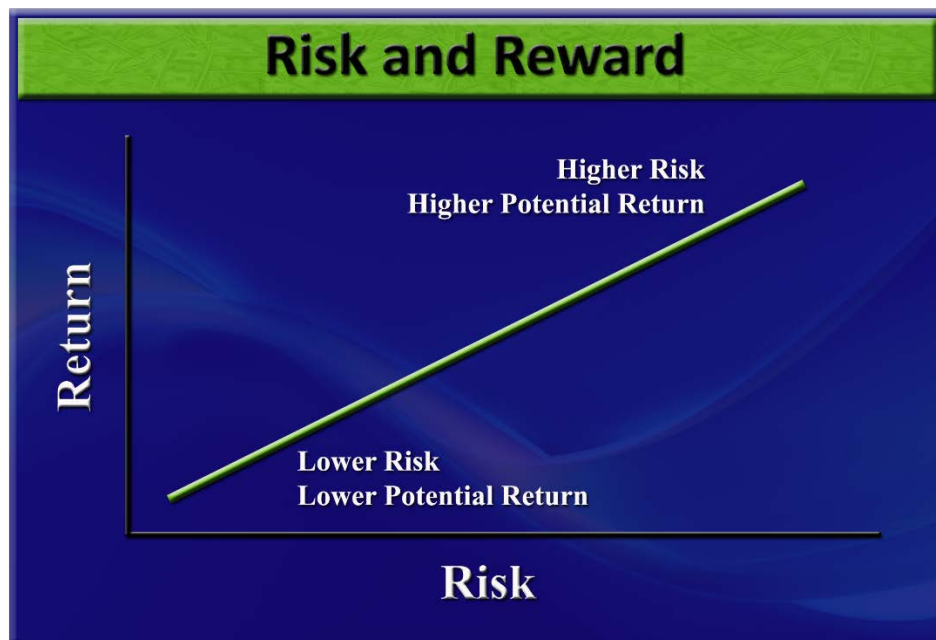 Risk and Reward
Higher Risk
Higher Potential Return
Return
Lower Risk
Lower Potential Return
Risk